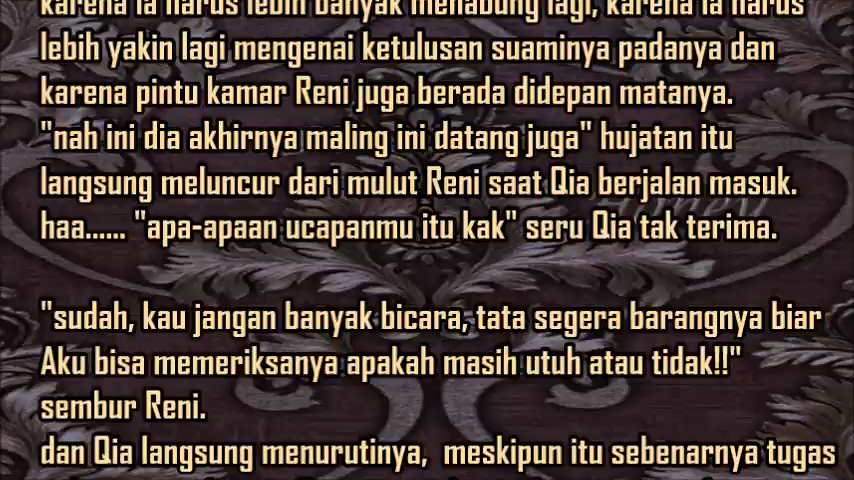 karena ia harus lebih banyak menabung lagi, karena ia harus
lebih yakin lagi mengenai ketulusan suaminya padanya dan
karena pintu kamar Reni juga berada didepan matanya.
"nah ini dia akhirnya maling ini datang juga" hujatan itu
langsung meluncur dari mulut Reni saat Qia berjalan masuk.
haa...... "apa-apaan ucapanmu itu kak" seru Qia tak terima.
"sudah, kau jangan banyak bicara, tata segera barangnya biar
Aku bisa memeriksanya apakah masih utuh atau tidak!!"
sembur Reni.
dan Qia langsung menurutinya, meskipun itu sebenarnya tugas